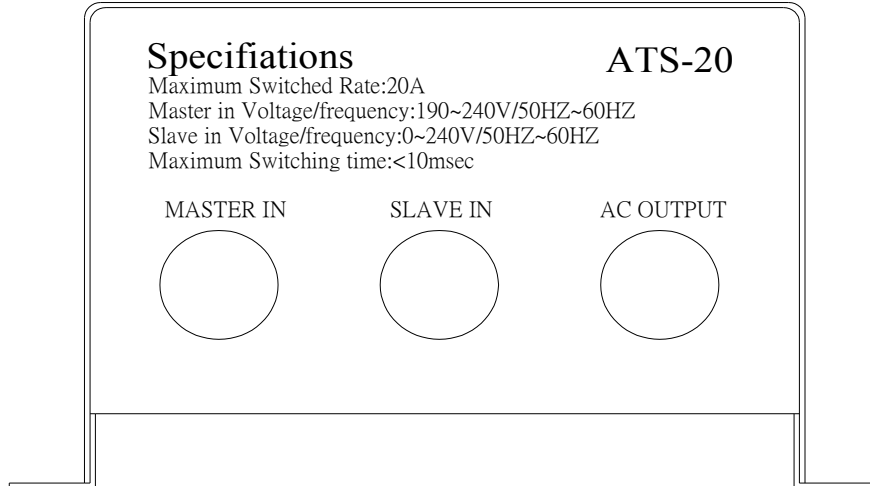 Specifiations
ATS-20
Maximum Switched Rate:20A
Master in Voltage/frequency:190~240V/50HZ~60HZ
Slave in Voltage/frequency:0~240V/50HZ~60HZ
Maximum Switching time:<10msec
MASTER IN
SLAVE IN
AC OUTPUT